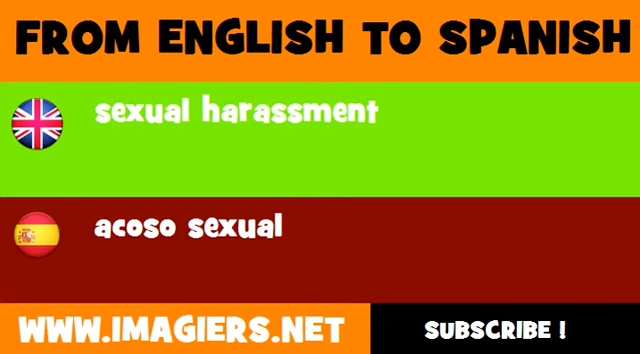 FROM ENGLISH TO SPANISH
sexual harassment
acoso sexual
WWW.IMAGIERS.NET
SUBSCRIBE !